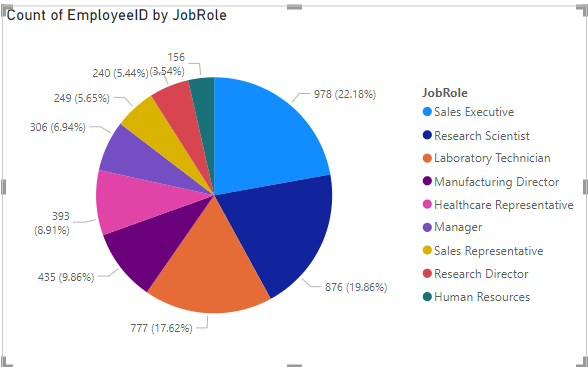 Count of EmployeeID by JobRole
156
(3.54%)
240 (5.44%)
249 (5.65%)
306 (6.94%)
393
(8.91%)
435 (9.86%)
777 (17.62%)
876 (19.86%)
978 (22.18%)
JobRole
Sales Executive
Research Scientist
Laboratory Technician
Manufacturing Director
Healthcare Representative
Manager
Sales Representative
Research Director
Human Resources